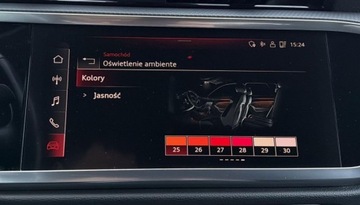 15:24
Samochód
Oświetlenie ambiente
Kolory
Jasność
25 26 27 28 29 30